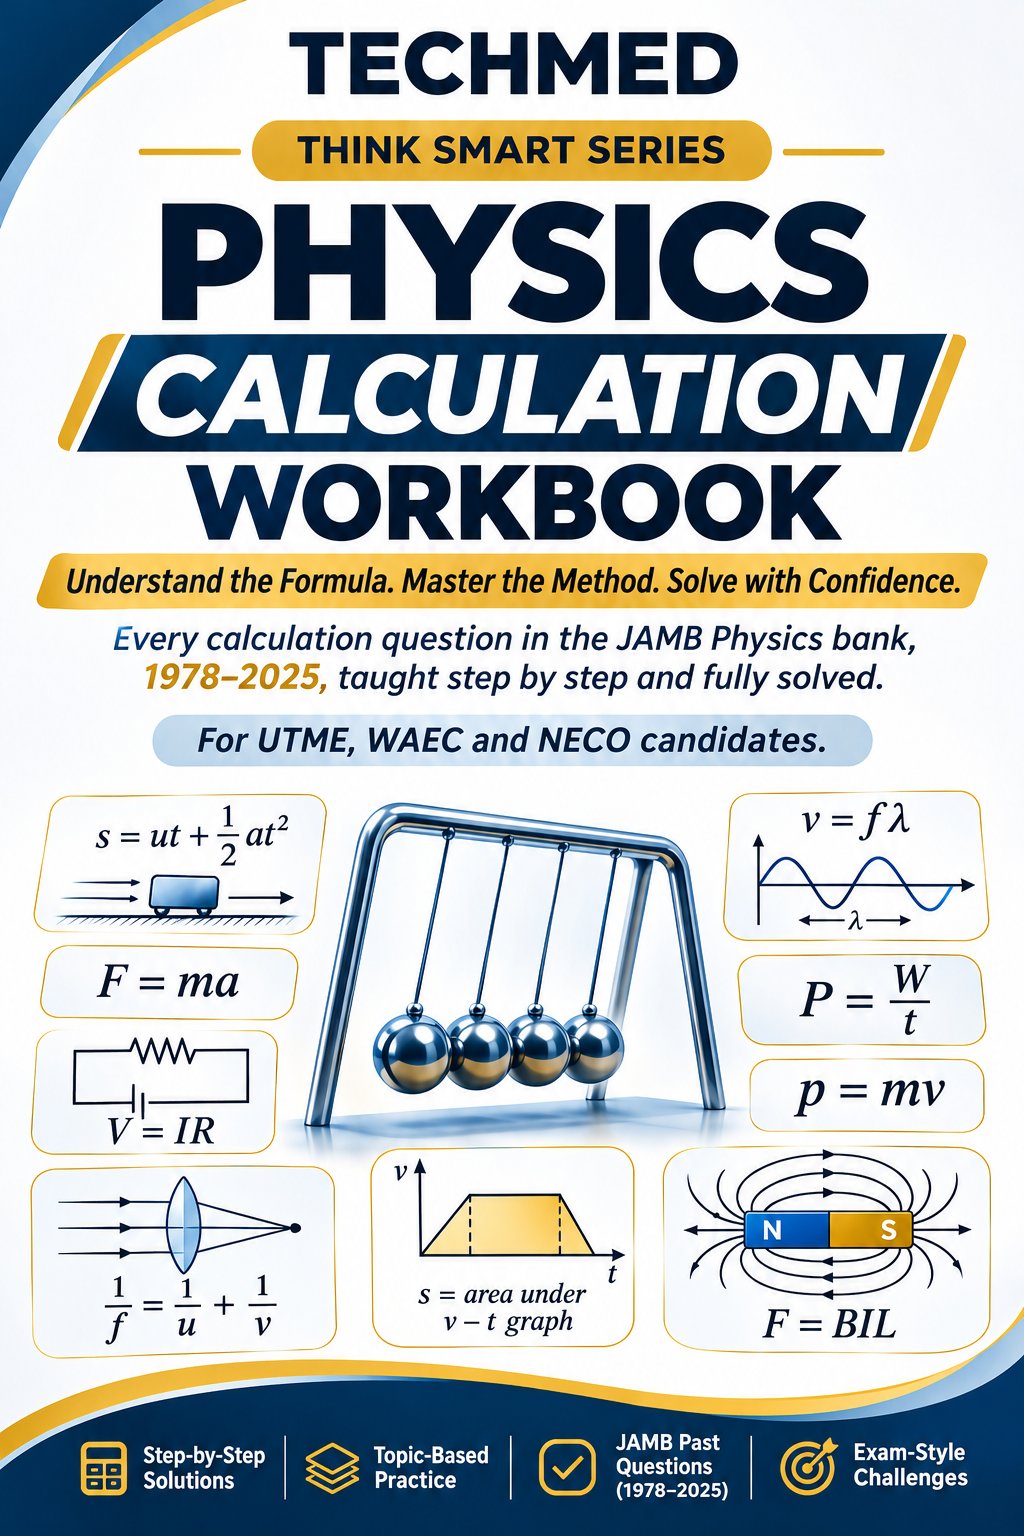 TECHMED
THINK SMART SERIES
PHYSICS
CALCULATION
WORKBOOK
Understand the Formula. Master the Method. Solve with Confidence.
Every calculation question in the JAMB Physics bank,
1978–2025, taught step by step and fully solved.
For UTME, WAEC and NECO candidates.
s = ut + 1/2 at²
F = ma
V = IR
1/f = 1/u + 1/v
v
t
s = area under
v – t graph
v = fλ
λ
P = W/t
p = mv
N S
F = BIL
Step-by-Step
Solutions
Topic-Based
Practice
JAMB Past
Questions
(1978–2025)
Exam-Style
Challenges